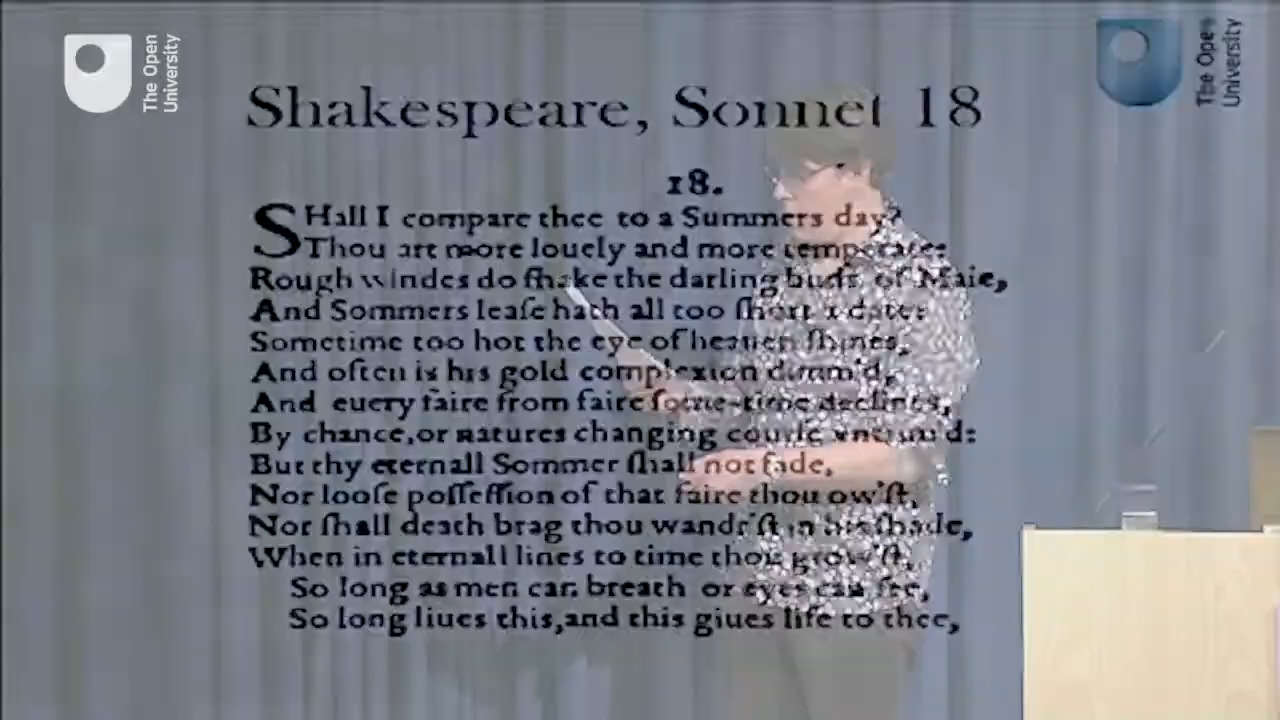 The Open
University
The Open
University
Shakespeare, Sonnet 18
18.
SHall I compare thee to a Summers day?
Thou art more louely and more temperate:
Rough windes do ſhake the darling buds of Maie,
And Sommers leaſe hath all too ſhort a date:
Sometime too hot the eye of heauen ſhines,
And often is his gold complexion dimm'd,
And euery faire from faire ſome-time declines,
By chance,or natures changing courſe vntrim'd:
But thy eternall Sommer ſhall not fade,
Nor looſe poſſeſſion of that faire thou ow'ſt,
Nor ſhall death brag thou wandr'ſt in his ſhade,
When in eternall lines to time thou grow'ſt,
So long as men can breath or eyes can ſee,
So long liues this,and this giues life to thee,